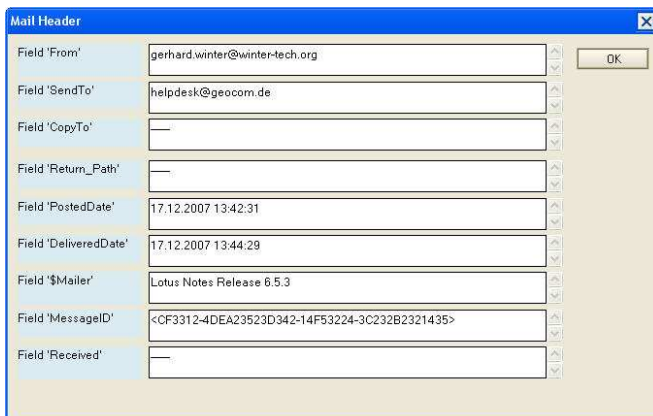 Mail Header
Field 'From' gerhard.winter@winter-tech.org
OK
Field 'SendTo' helpdesk@geocom.de
Field 'CopyTo' ----
Field 'Return_Path' ----
Field 'PostedDate' 17.12.2007 13:42:31
Field 'DeliveredDate' 17.12.2007 13:44:29
Field '$Mailer' Lotus Notes Release 6.5.3
Field 'MessageID' <CF3312-4DEA23523D342-14F53224-3C232B2321435>
Field 'Received' ----